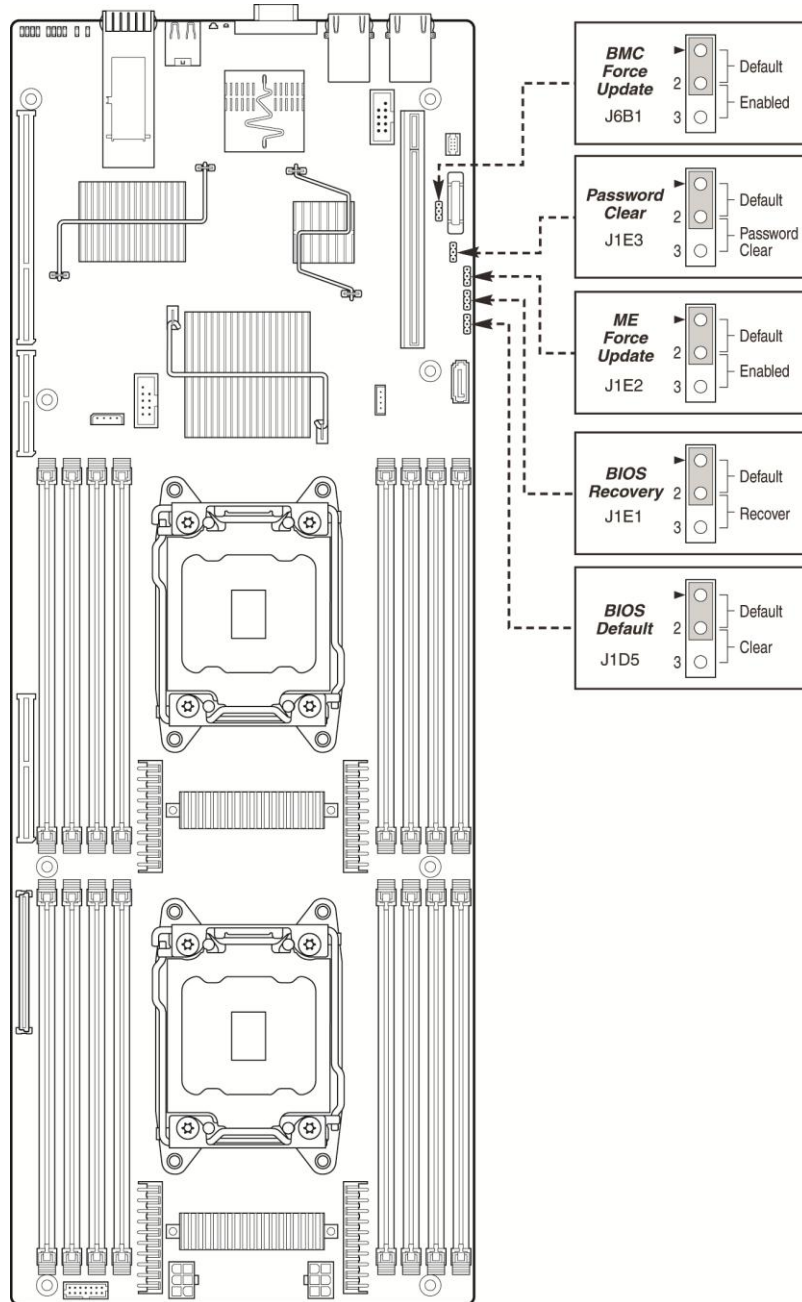 BMC
Force
Update
J6B1
2
3
Default
Enabled
Password
Clear
J1E3
2
3
Default
Password
Clear
ME
Force
Update
J1E2
2
3
Default
Enabled
BIOS
Recovery
J1E1
2
3
Default
Recover
BIOS
Default
J1D5
2
3
Default
Clear